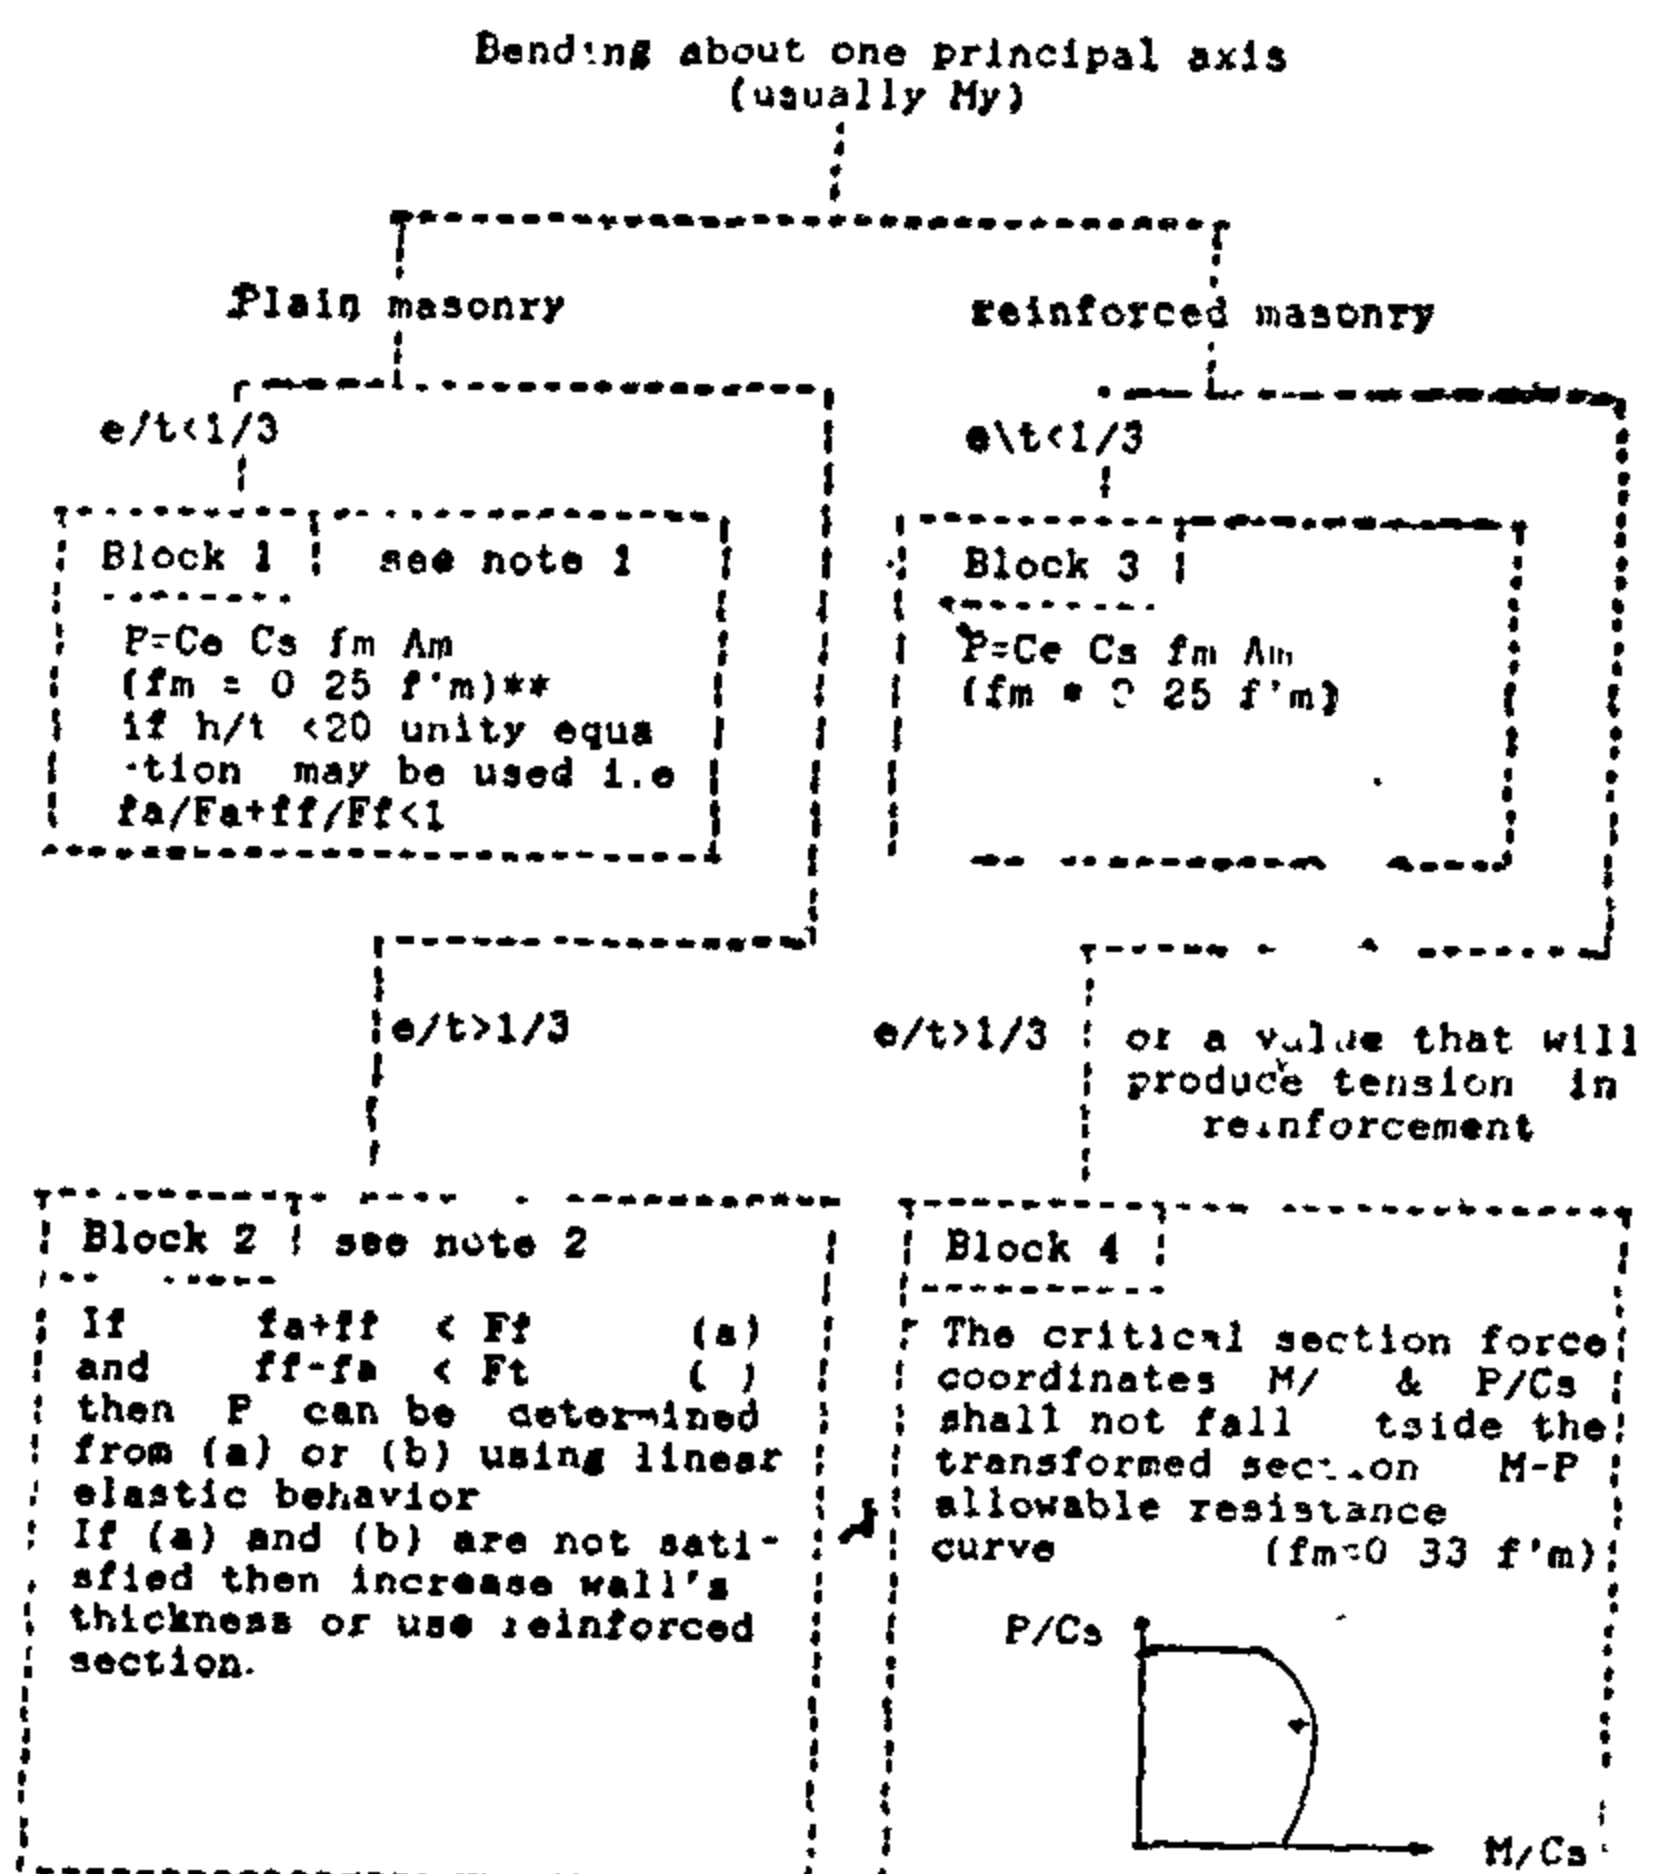 Bending about one principal axis
(usually My)
Plain masonry
reinforced masonry
e/t<1/3
e\t<1/3
Block 1
see note 1
P=Ce Cs fm Am
(fm = 0 25 f'm)**
if h/t <20 unity equa
-tion may be used i.e
fa/Fa+ff/Ff<1
Block 3
P=Ce Cs fm Am
(fm = 0 25 f'm)
e/t>1/3
e/t>1/3
or a value that will
produce tension in
reinforcement
Block 2
see note 2
If fa+ff < Ff (a)
and ff-fa < Ft ( )
then P can be determined
from (a) or (b) using linear
elastic behavior
If (a) and (b) are not sati-
sfied then increase wall's
thickness or use reinforced
section.
Block 4
The critical section force
coordinates M/ & P/Cs
shall not fall tside the
transformed section M-P
allowable resistance
curve (fm=0 33 f'm)
P/Cs
M/Cs